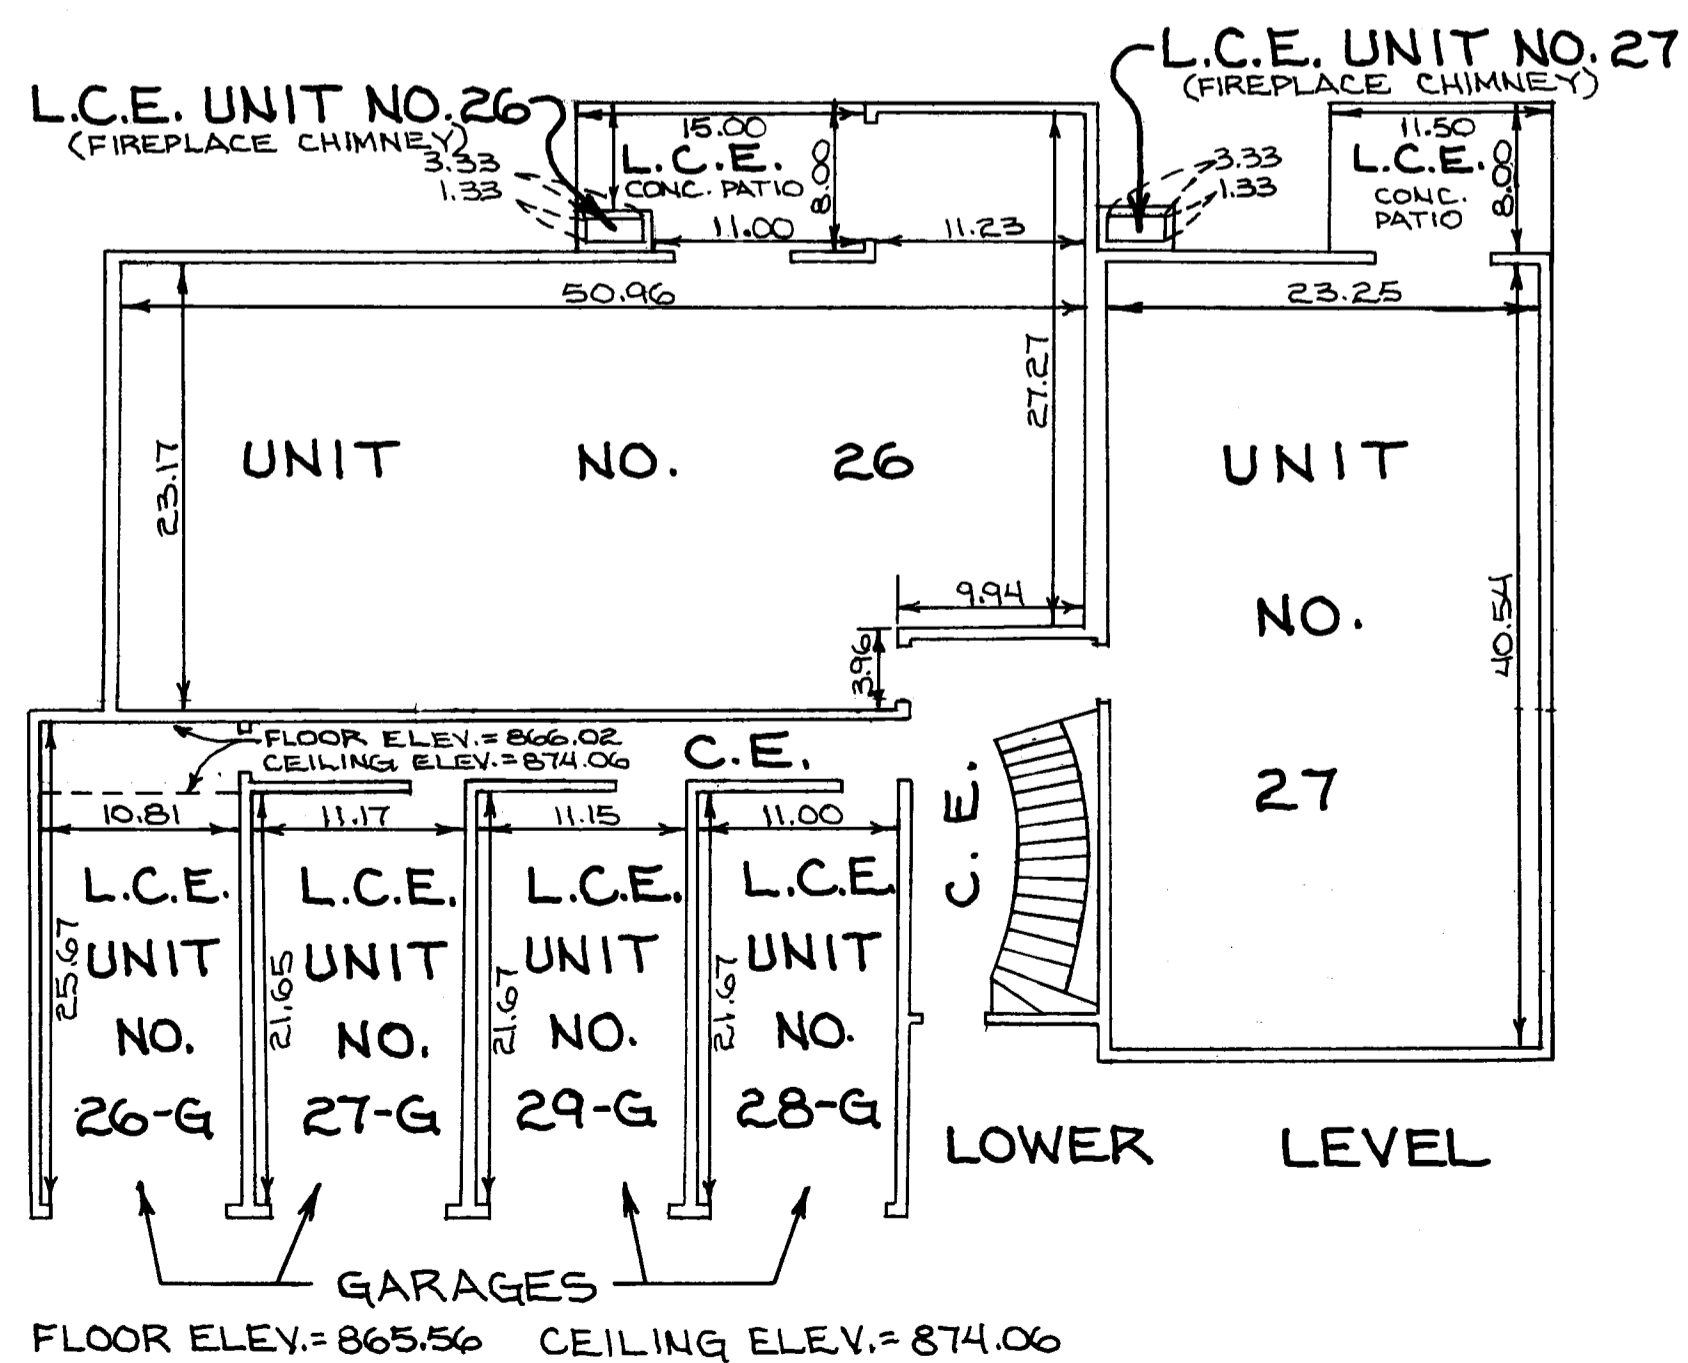 L.C.E. UNIT NO. 27
(FIREPLACE CHIMNEY)
L.C.E. UNIT NO. 26
(FIREPLACE CHIMNEY)
3.33
1.33
15.00
L.C.E.
CONC. PATIO
8.00
11.00
11.23
3.33
1.33
11.50
L.C.E.
CONC.
PATIO
8.00
50.96
23.25
23.17
27.27
UNIT NO. 26
UNIT
NO.
27
40.54
9.94
3.96
FLOOR ELEV.=866.02
CEILING ELEV.=874.06
C.E.
C.E.
10.81
11.17
11.15
11.00
25.67
L.C.E.
UNIT
NO.
26-G
21.65
L.C.E.
UNIT
NO.
27-G
21.67
L.C.E.
UNIT
NO.
29-G
21.67
L.C.E.
UNIT
NO.
28-G
LOWER LEVEL
GARAGES
FLOOR ELEV.=865.56 CEILING ELEV.=874.06